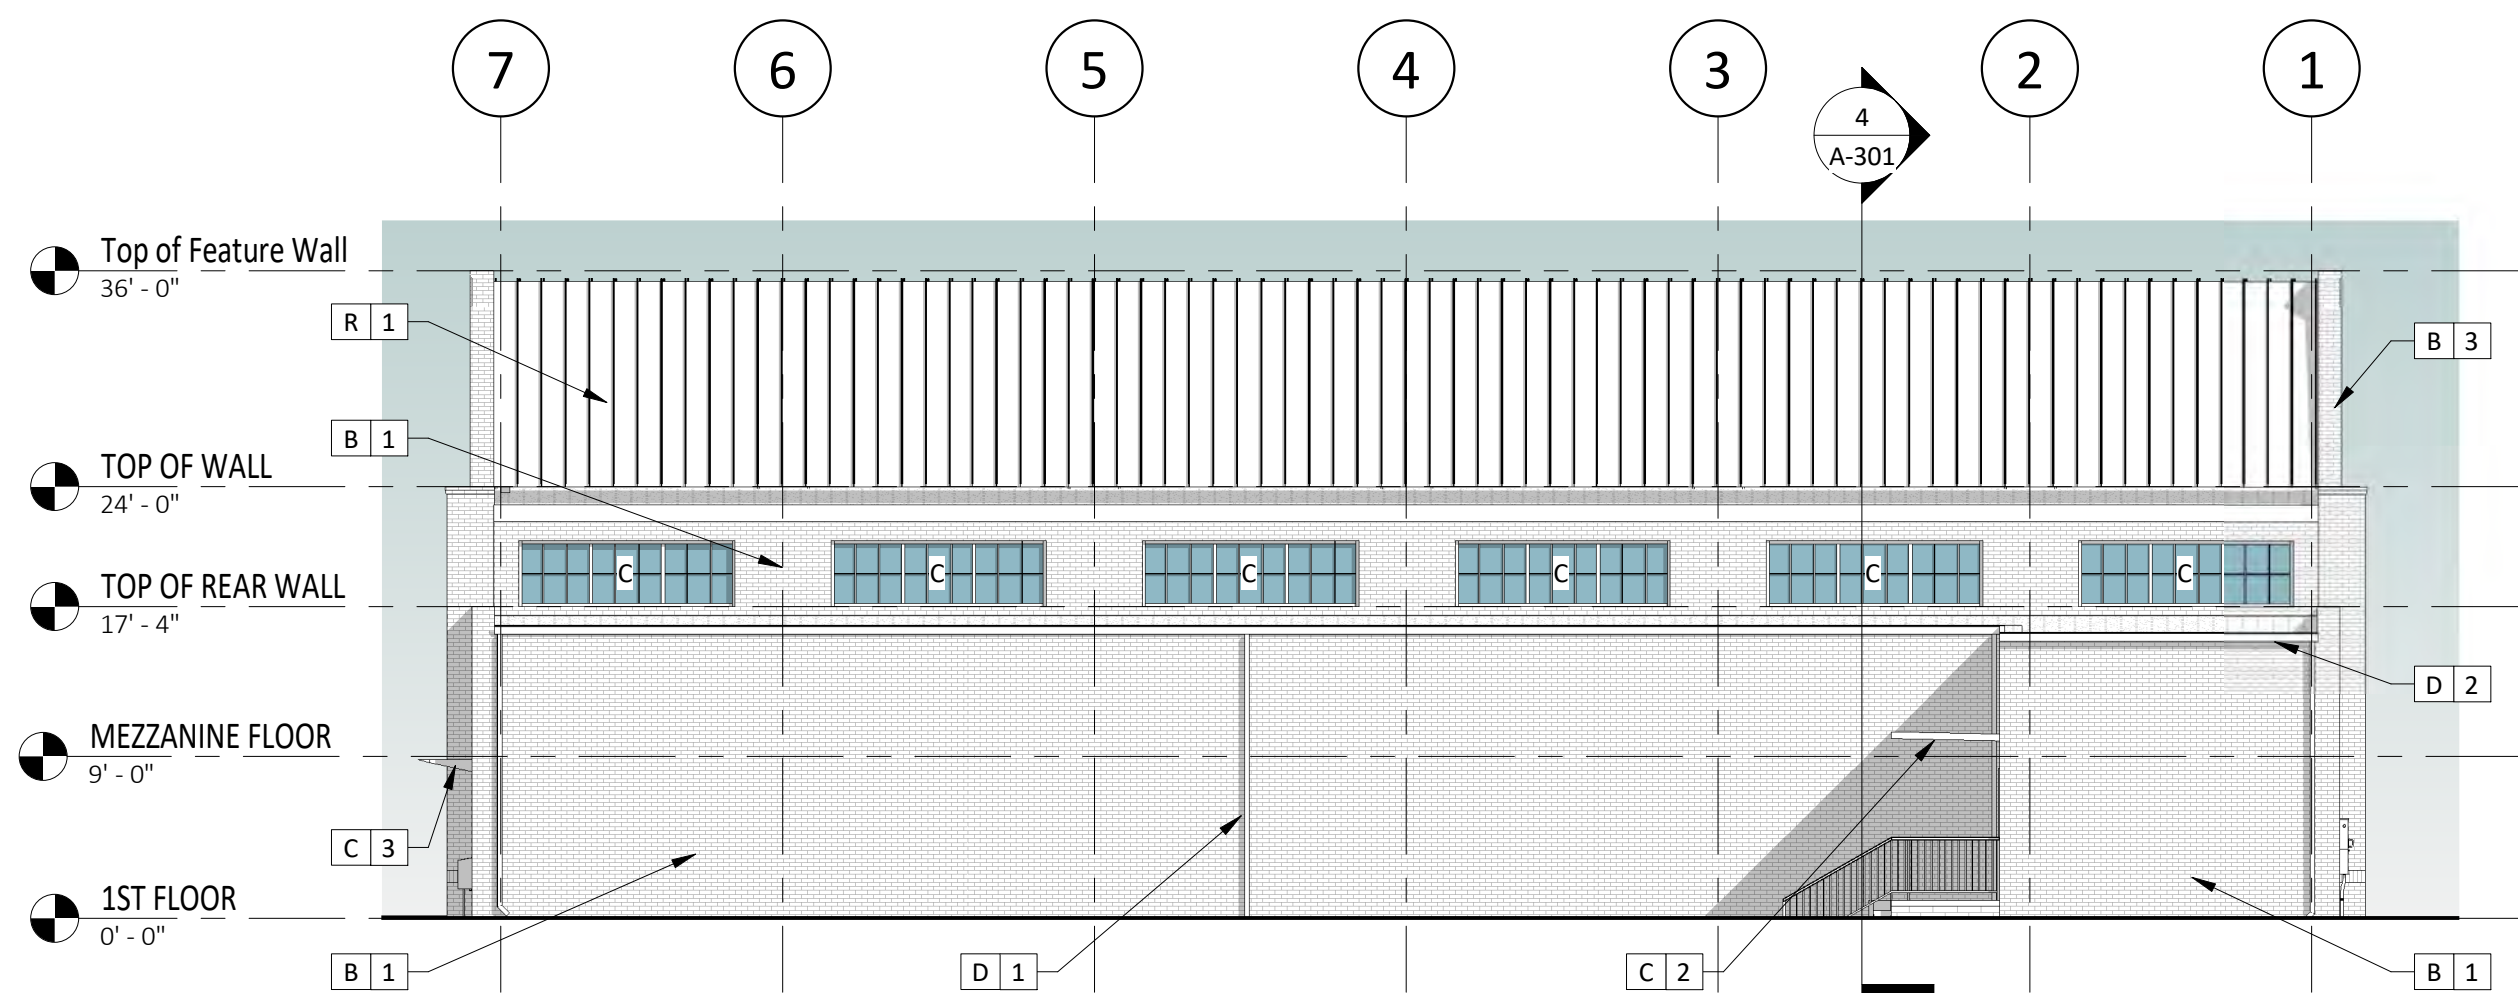 7 6 5 4 3 2 1
4
A-301
Top of Feature Wall
36' - 0"
R 1
B 3
B 1
TOP OF WALL
24' - 0"
C C C C C C
TOP OF REAR WALL
17' - 4"
D 2
MEZZANINE FLOOR
9' - 0"
C 3
1ST FLOOR
0' - 0"
B 1
D 1
C 2
B 1